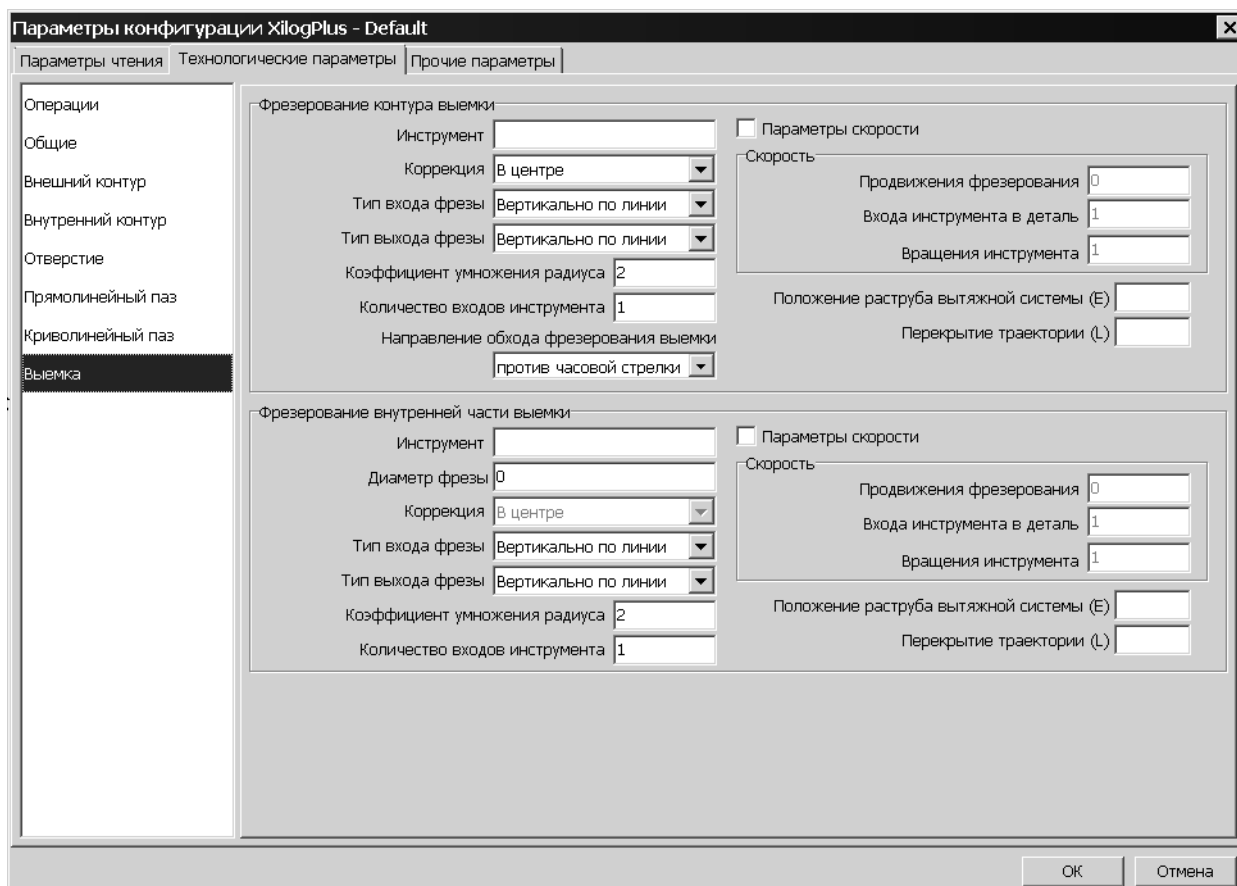 Параметры конфигурации XilogPlus - Default
Параметры чтения Технологические параметры Прочие параметры
Операции
Общие
Внешний контур
Внутренний контур
Отверстие
Прямолинейный паз
Криволинейный паз
Выемка
Фрезерование контура выемки
Инструмент
Коррекция В центре
Тип входа фрезы Вертикально по линии
Тип выхода фрезы Вертикально по линии
Коэффициент умножения радиуса 2
Количество входов инструмента 1
Направление обхода фрезерования выемки
против часовой стрелки
Параметры скорости
Скорость
Продвижения фрезерования 0
Входа инструмента в деталь 1
Вращения инструмента 1
Положение раструба вытяжной системы (E)
Перекрытие траектории (L)
Фрезерование внутренней части выемки
Инструмент
Диаметр фрезы 0
Коррекция В центре
Тип входа фрезы Вертикально по линии
Тип выхода фрезы Вертикально по линии
Коэффициент умножения радиуса 2
Количество входов инструмента 1
Параметры скорости
Скорость
Продвижения фрезерования 0
Входа инструмента в деталь 1
Вращения инструмента 1
Положение раструба вытяжной системы (E)
Перекрытие траектории (L)
ОК Отмена